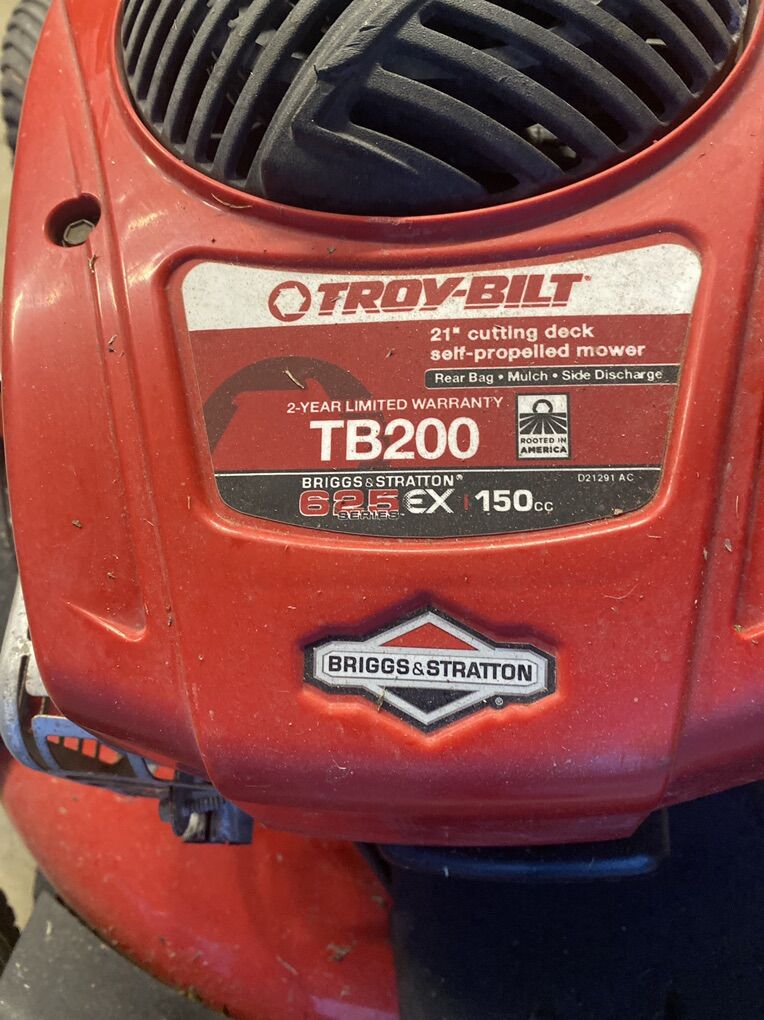 TROY-BILT
21" cutting deck
self-propelled mower
Rear Bag • Mulch • Side Discharge
2-YEAR LIMITED WARRANTY
TB200
ROOTED IN
AMERICA
BRIGGS & STRATTON®
D21291 AC
625 EX | 150cc
SERIES
BRIGGS & STRATTON
®